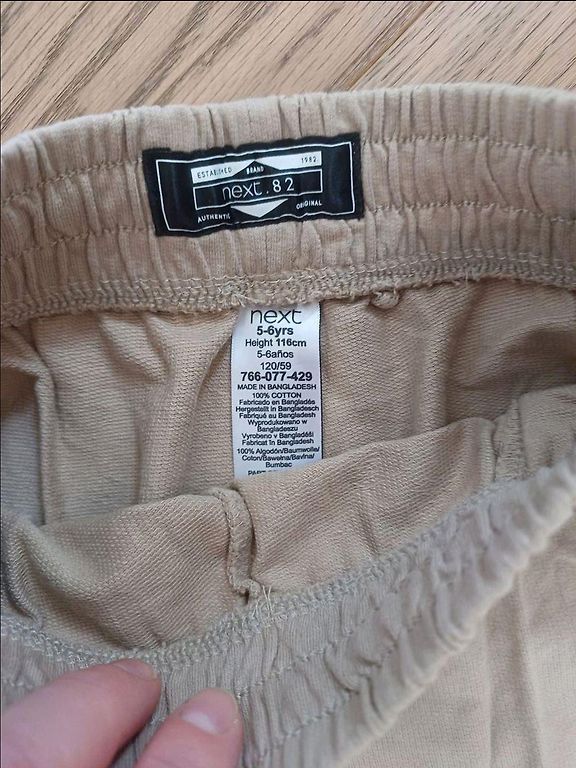 ESTABLISHED BRAND 1982
next.82
AUTHENTIC ORIGINAL
next
5-6yrs
Height 116cm
5-6años
120/59
766-077-429
MADE IN BANGLADESH
100% COTTON
Fabricado en Bangladés
Hergestellt in Bangladesch
Fabriqué au Bangladesh
Wyprodukowano w
Bangladeszu
Vyrobeno v Bangladéši
Fabricat în Bangladesh
100% Algodón/Baumwolle/
Coton/Bawełna/Bavlna/
Bumbac